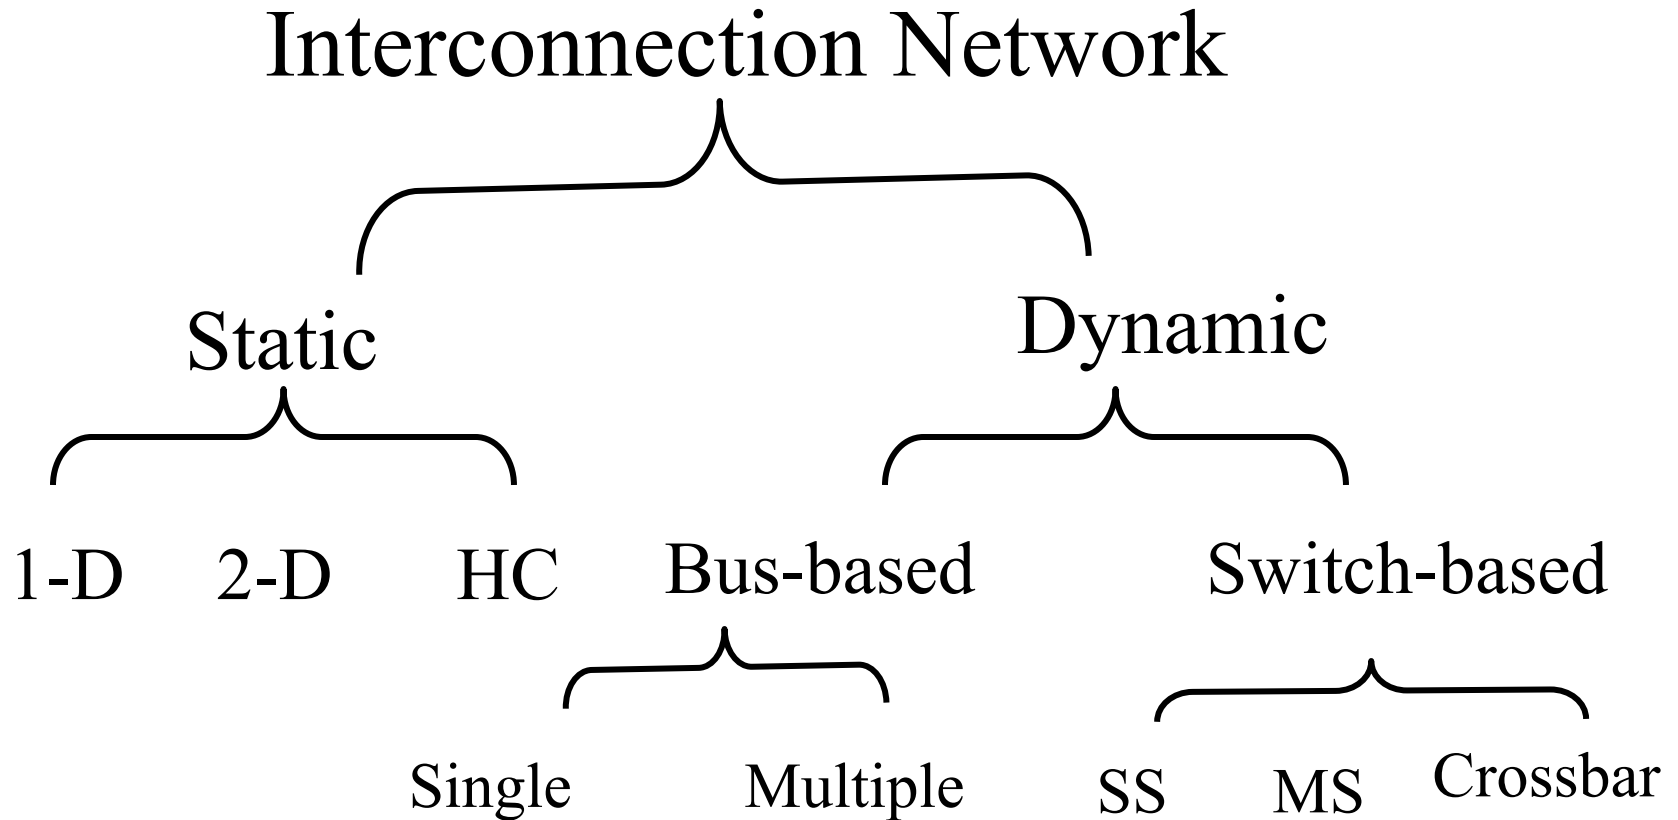 Interconnection Network
Static Dynamic
1-D 2-D HC Bus-based Switch-based
Single Multiple SS MS Crossbar